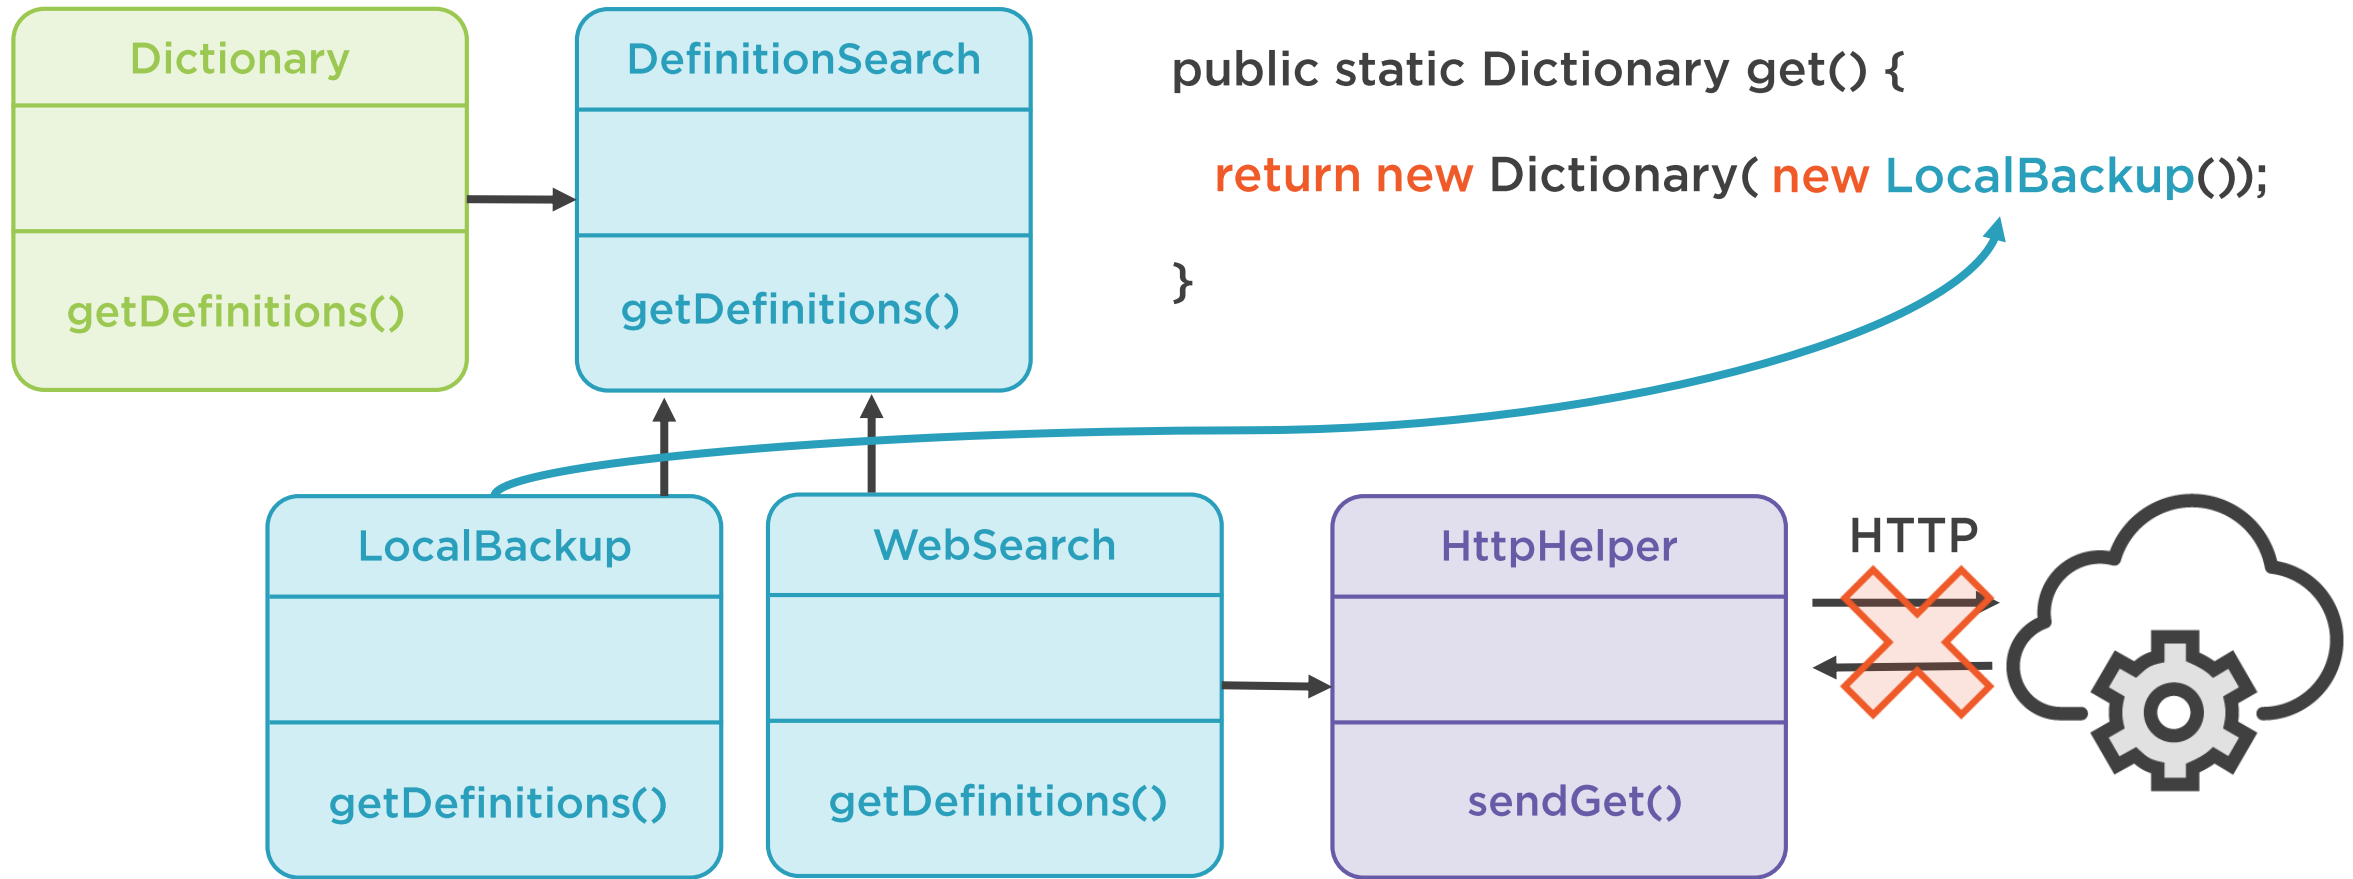 Dictionary
getDefinitions()
DefinitionSearch
getDefinitions()
public static Dictionary get() {
return new Dictionary( new LocalBackup());
}
LocalBackup
getDefinitions()
WebSearch
getDefinitions()
HttpHelper
sendGet()
HTTP